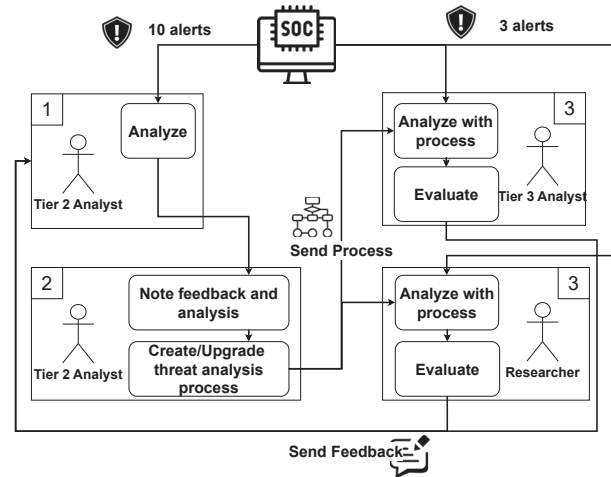 10 alerts
SOC
3 alerts
1
Analyze
Tier 2 Analyst
3
Analyze with
process
Evaluate
Tier 3 Analyst
Send Process
2
Note feedback and
analysis
Create/Upgrade
threat analysis
process
Tier 2 Analyst
3
Analyze with
process
Evaluate
Researcher
Send Feedback